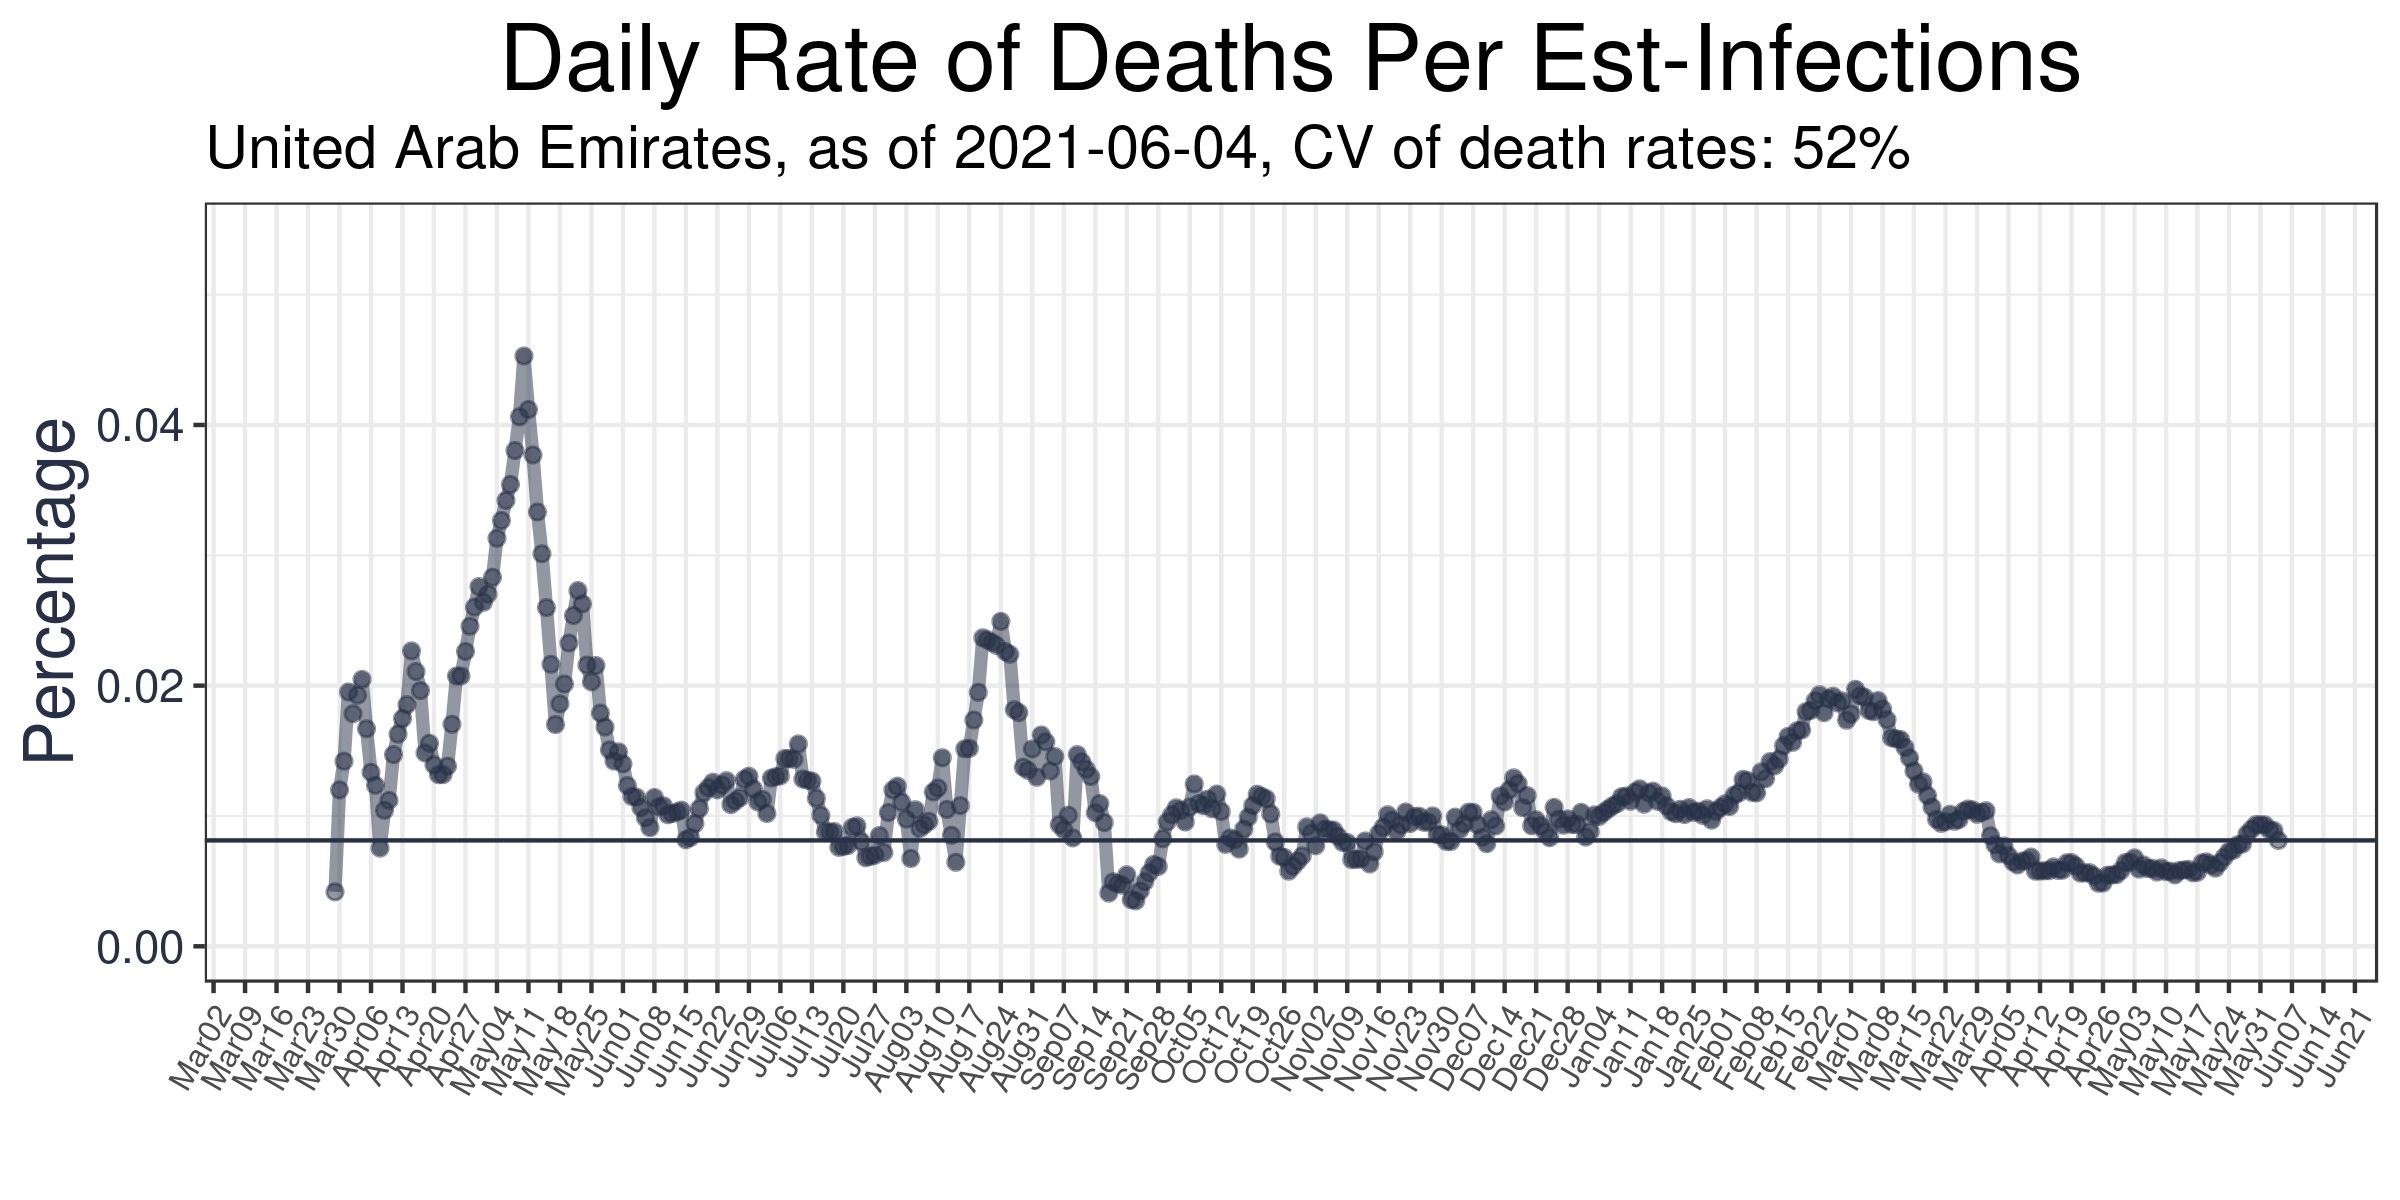 Daily Rate of Deaths Per Est-Infections
United Arab Emirates, as of 2021-06-04, CV of death rates: 52%
Percentage
0.04
0.02
0.00
Mar02
Mar09
Mar16
Mar23
Mar30
Apr06
Apr13
Apr20
Apr27
May04
May11
May18
May25
Jun01
Jun08
Jun15
Jun22
Jun29
Jul06
Jul13
Jul20
Jul27
Aug03
Aug10
Aug17
Aug24
Aug31
Sep07
Sep14
Sep21
Sep28
Oct05
Oct12
Oct19
Oct26
Nov02
Nov09
Nov16
Nov23
Nov30
Dec07
Dec14
Dec21
Dec28
Jan04
Jan11
Jan18
Jan25
Feb01
Feb08
Feb15
Feb22
Mar01
Mar08
Mar15
Mar22
Mar29
Apr05
Apr12
Apr19
Apr26
May03
May10
May17
May24
May31
Jun07
Jun14
Jun21